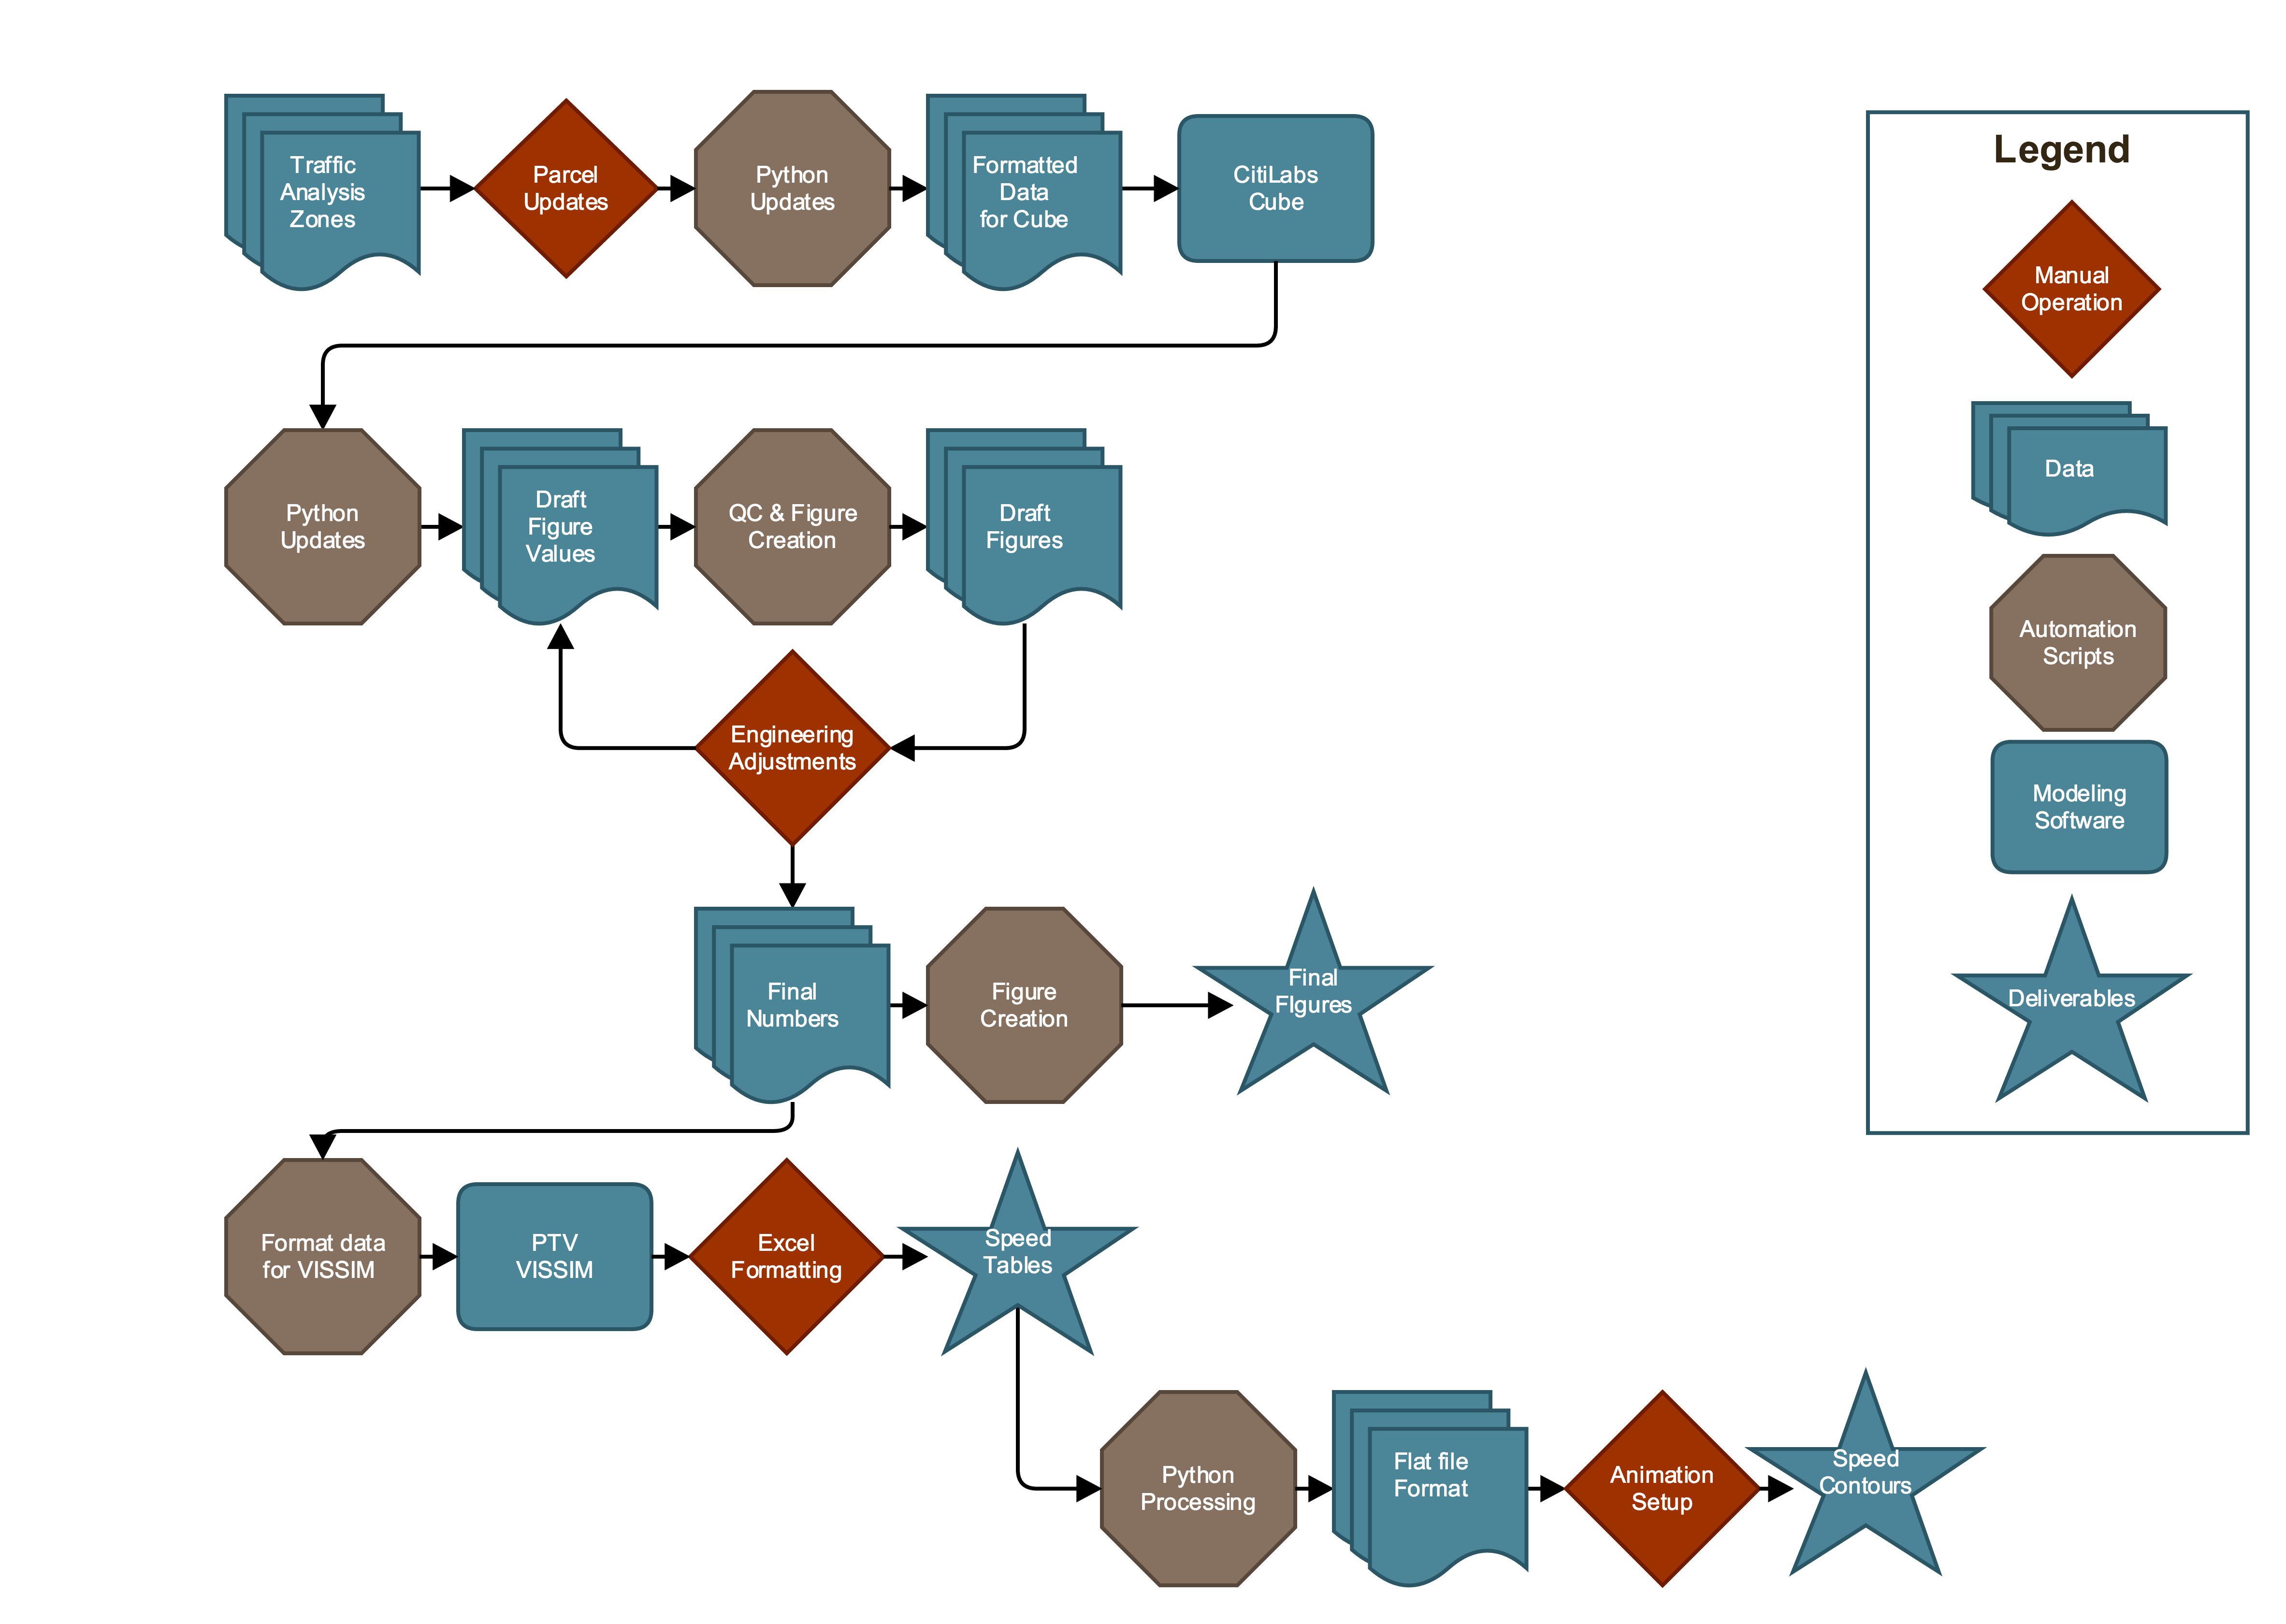 Traffic
Analysis
Zones
Parcel
Updates
Python
Updates
Formatted
Data
for Cube
CitiLabs
Cube
Legend
Manual
Operation
Data
Automation
Scripts
Modeling
Software
Deliverables
Python
Updates
Draft
Figure
Values
QC & Figure
Creation
Draft
Figures
Engineering
Adjustments
Final
Numbers
Figure
Creation
Final
FIgures
Format data
for VISSIM
PTV
VISSIM
Excel
Formatting
Speed
Tables
Python
Processing
Flat file
Format
Animation
Setup
Speed
Contours